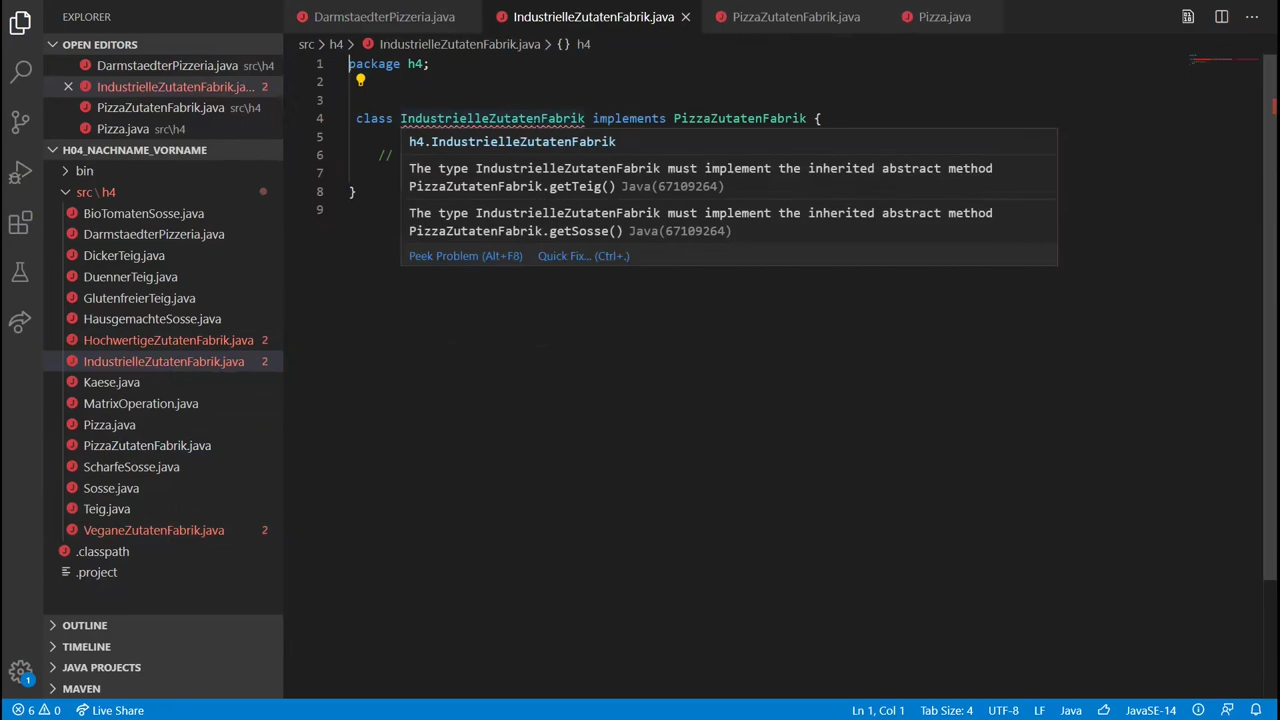 EXPLORER
OPEN EDITORS
DarmstaedterPizzeria.java src\h4
IndustrielleZutatenFabrik.ja... 2
PizzaZutatenFabrik.java src\h4
Pizza.java src\h4
H04_NACHNAME_VORNAME
bin
src \ h4
BioTomatenSosse.java
DarmstaedterPizzeria.java
DickerTeig.java
DuennerTeig.java
GlutenfreierTeig.java
HausgemachteSosse.java
HochwertigeZutatenFabrik.java 2
IndustrielleZutatenFabrik.java 2
Kaese.java
MatrixOperation.java
Pizza.java
PizzaZutatenFabrik.java
ScharfeSosse.java
Sosse.java
Teig.java
VeganeZutatenFabrik.java 2
.classpath
.project
OUTLINE
TIMELINE
JAVA PROJECTS
MAVEN
DarmstaedterPizzeria.java IndustrielleZutatenFabrik.java PizzaZutatenFabrik.java Pizza.java
src > h4 > IndustrielleZutatenFabrik.java > {} h4
1 package h4;
2
3
4 class IndustrielleZutatenFabrik implements PizzaZutatenFabrik {
5
6 //
7
8 }
9
h4.IndustrielleZutatenFabrik
The type IndustrielleZutatenFabrik must implement the inherited abstract method
PizzaZutatenFabrik.getTeig() Java(67109264)
The type IndustrielleZutatenFabrik must implement the inherited abstract method
PizzaZutatenFabrik.getSosse() Java(67109264)
Peek Problem (Alt+F8) Quick Fix... (Ctrl+.)
1
6 0 Live Share Ln 1, Col 1 Tab Size: 4 UTF-8 LF Java JavaSE-14